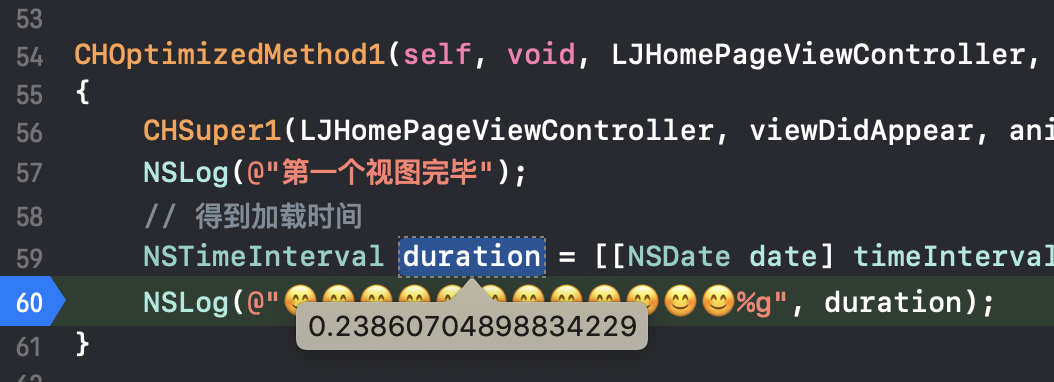 53
54 CHOptimizedMethod1(self, void, LJHomePageViewController,
55 {
56 CHSuper1(LJHomePageViewController, viewDidAppear, ani
57 NSLog(@"第一个视图完毕");
58 // 得到加载时间
59 NSTimeInterval duration = [[NSDate date] timeInterval
60 NSLog(@"😊😊😊😊😊😊😊😊😊😊😊😊%g", duration);
0.23860704898834229
61 }
62